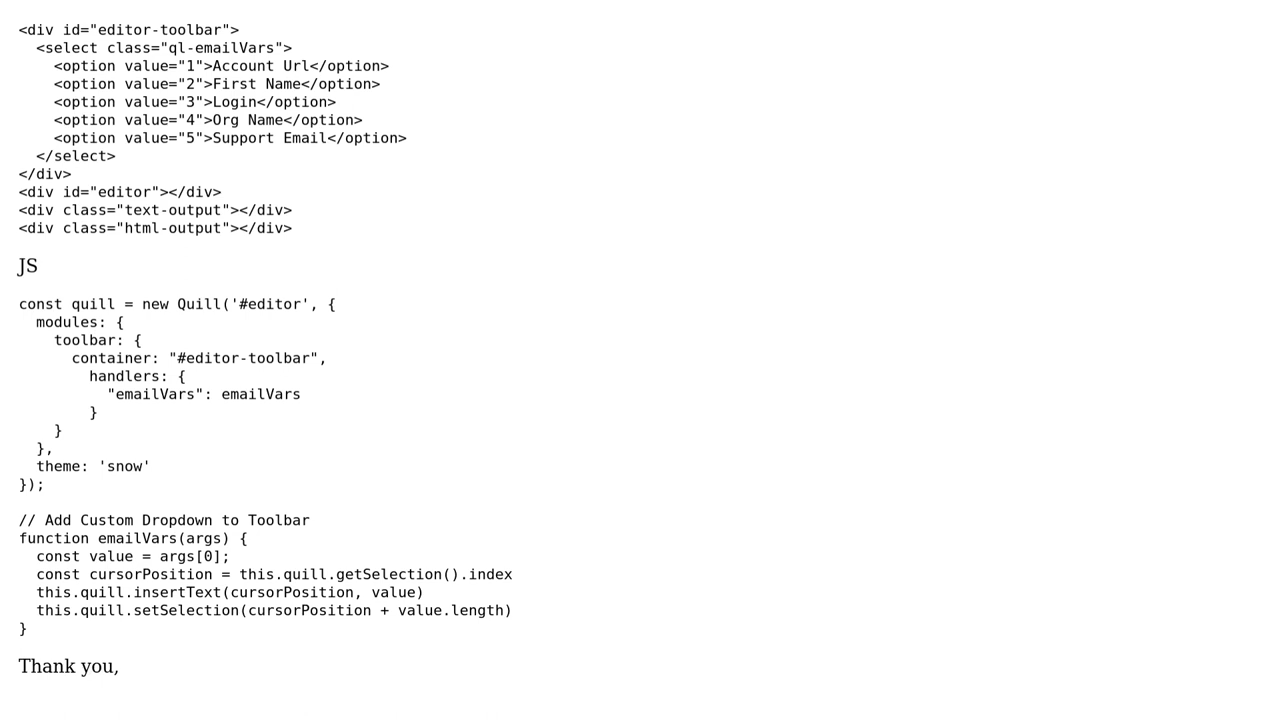 <div id="editor-toolbar">
  <select class="ql-emailVars">
    <option value="1">Account Url</option>
    <option value="2">First Name</option>
    <option value="3">Login</option>
    <option value="4">Org Name</option>
    <option value="5">Support Email</option>
  </select>
</div>
<div id="editor"></div>
<div class="text-output"></div>
<div class="html-output"></div>
JS
const quill = new Quill('#editor', {
  modules: {
    toolbar: {
      container: "#editor-toolbar",
        handlers: {
          "emailVars": emailVars
        }
    }
  },
  theme: 'snow'
});
// Add Custom Dropdown to Toolbar
function emailVars(args) {
  const value = args[0];
  const cursorPosition = this.quill.getSelection().index
  this.quill.insertText(cursorPosition, value)
  this.quill.setSelection(cursorPosition + value.length)
}
Thank you,